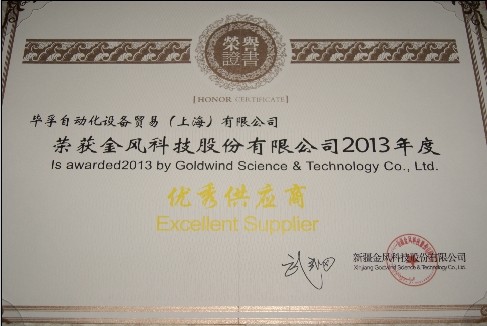 榮譽
證書
[HONOR CERTIFICATE]
毕孚自动化设备贸易（上海）有限公司
荣获金风科技股份有限公司2013年度
Is awarded2013 by Goldwind Science & Technology Co., Ltd.
优秀供应商
Excellent Supplier
新疆金风科技股份有限公司
Xinjiang Goldwind Science & Technology Co.,Ltd.